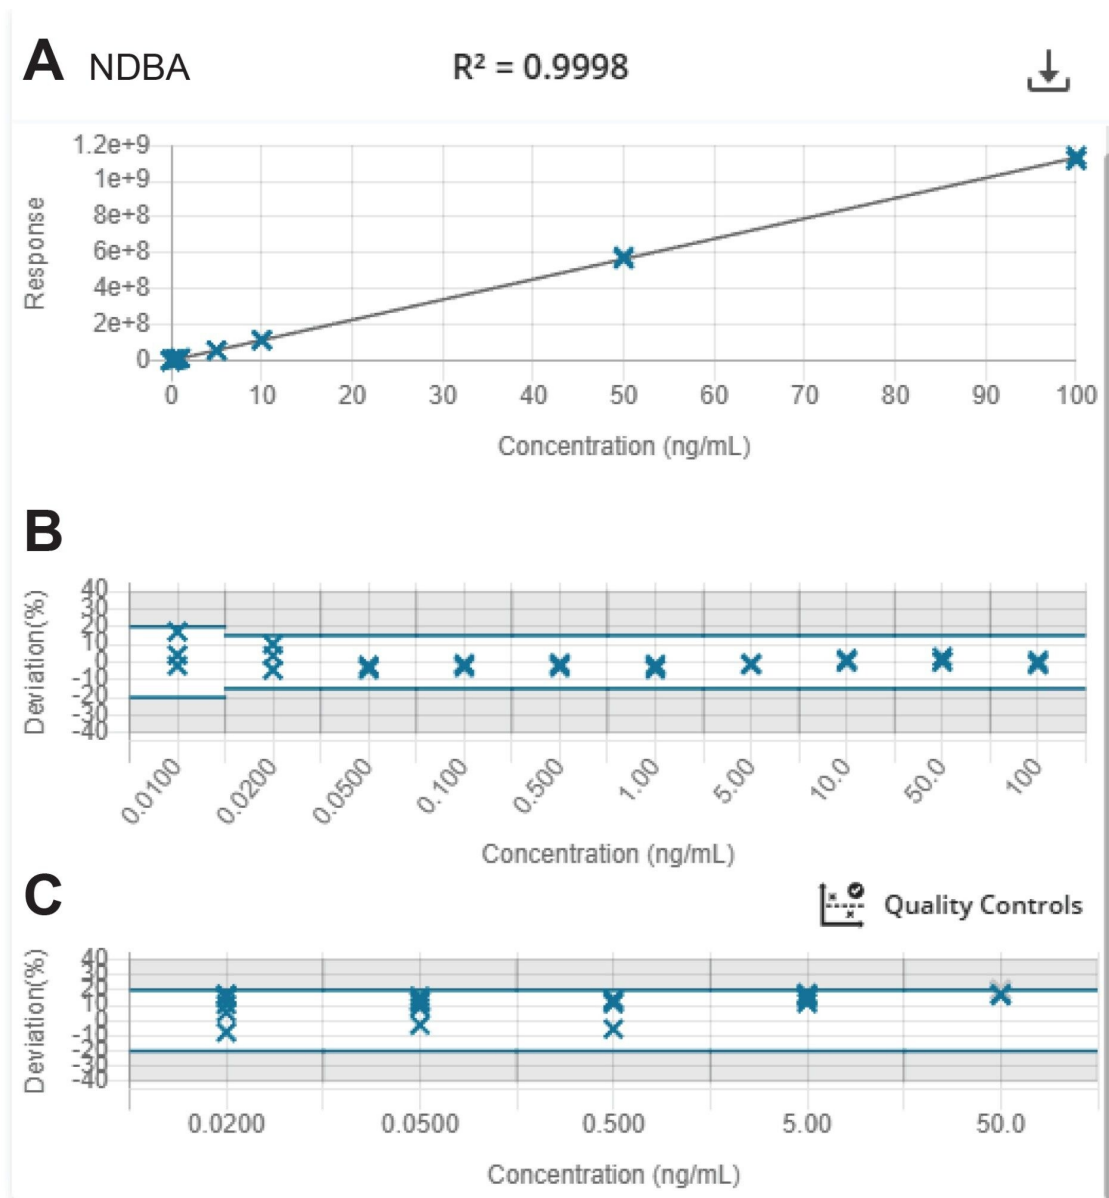 A NDBA R² = 0.9998
1.2e+9
1e+9
8e+8
6e+8
4e+8
2e+8
0
Response
0 10 20 30 40 50 60 70 80 90 100
Concentration (ng/mL)
B
40
30
20
10
0
-10
-20
-30
-40
Deviation(%)
0.0100 0.0200 0.0500 0.100 0.500 1.00 5.00 10.0 50.0 100
Concentration (ng/mL)
C
Quality Controls
40
30
20
10
0
-10
-20
-30
-40
Deviation(%)
0.0200 0.0500 0.500 5.00 50.0
Concentration (ng/mL)